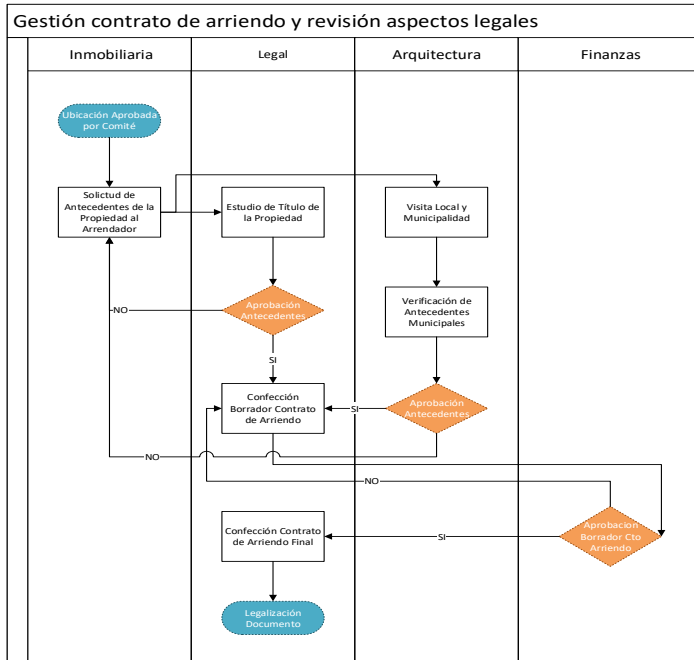 Gestión contrato de arriendo y revisión aspectos legales
Inmobiliaria
Legal
Arquitectura
Finanzas
Ubicación Aprobada
por Comité
Solictud de
Antecedentes de la
Propiedad al
Arrendador
Estudio de Título de
la Propiedad
Visita Local y
Municipalidad
Aprobación
Antecedentes
NO
Verificación de
Antecedentes
Municipales
SI
Confección
Borrador Contrato
de Arriendo
SI
Aprobación
Antecedentes
NO
NO
Confección Contrato
de Arriendo Final
SI
Aprobacion
Borrador Cto
Arriendo
Legalización
Documento